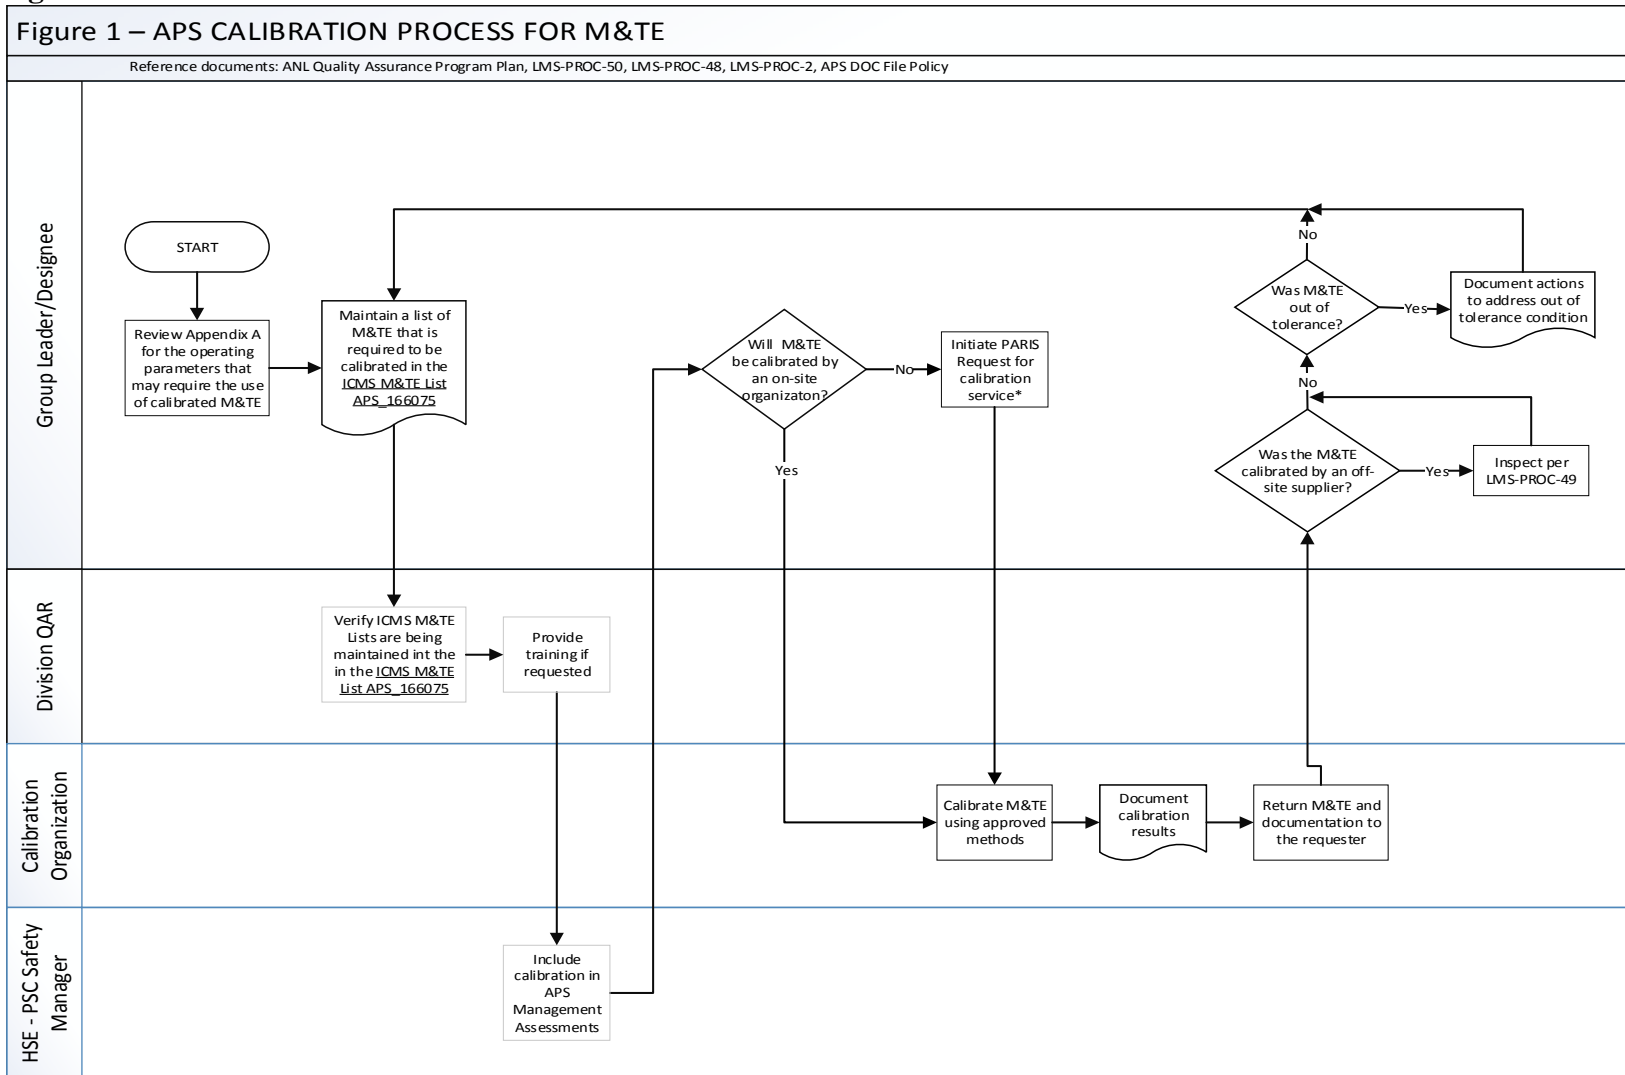 Figure 1 – APS CALIBRATION PROCESS FOR M&TE
Reference documents: ANL Quality Assurance Program Plan, LMS-PROC-50, LMS-PROC-48, LMS-PROC-2, APS DOC File Policy
Group Leader/Designee
START
Review Appendix A
for the operating
parameters that
may require the use
of calibrated M&TE
Maintain a list of
M&TE that is
required to be
calibrated in the
ICMS M&TE List
APS_166075
Will M&TE
be calibrated by
an on-site
organizaton?
No
Yes
Initiate PARIS
Request for
calibration
service*
No
Was M&TE
out of
tolerance?
Yes
Document actions
to address out of
tolerance condition
No
Was the M&TE
calibrated by an off-
site supplier?
Yes
Inspect per
LMS-PROC-49
Division QAR
Verify ICMS M&TE
Lists are being
maintained int the
in the ICMS M&TE
List APS_166075
Provide
training if
requested
Calibration
Organization
Calibrate M&TE
using approved
methods
Document
calibration
results
Return M&TE and
documentation to
the requester
HSE - PSC Safety
Manager
Include
calibration in
APS
Management
Assessments